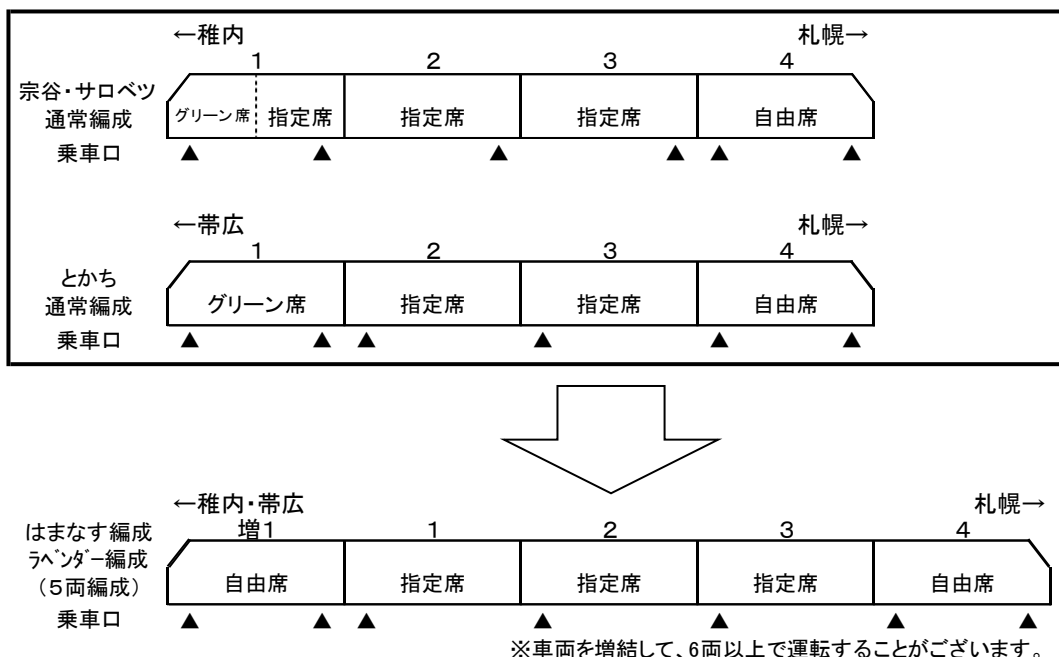 ←稚内 札幌→
1 2 3 4
宗谷・サロベツ
通常編成
グリーン席 指定席 指定席 指定席 自由席
乗車口 ▲ ▲ ▲ ▲ ▲ ▲
←帯広 札幌→
1 2 3 4
とかち
通常編成
グリーン席 指定席 指定席 自由席
乗車口 ▲ ▲ ▲ ▲ ▲ ▲
←稚内・帯広 札幌→
増1 1 2 3 4
はまなす編成
ラベンダー編成
(5両編成)
自由席 指定席 指定席 指定席 自由席
乗車口 ▲ ▲ ▲ ▲ ▲ ▲ ▲
※車両を増結して、6両以上で運転することがございます。